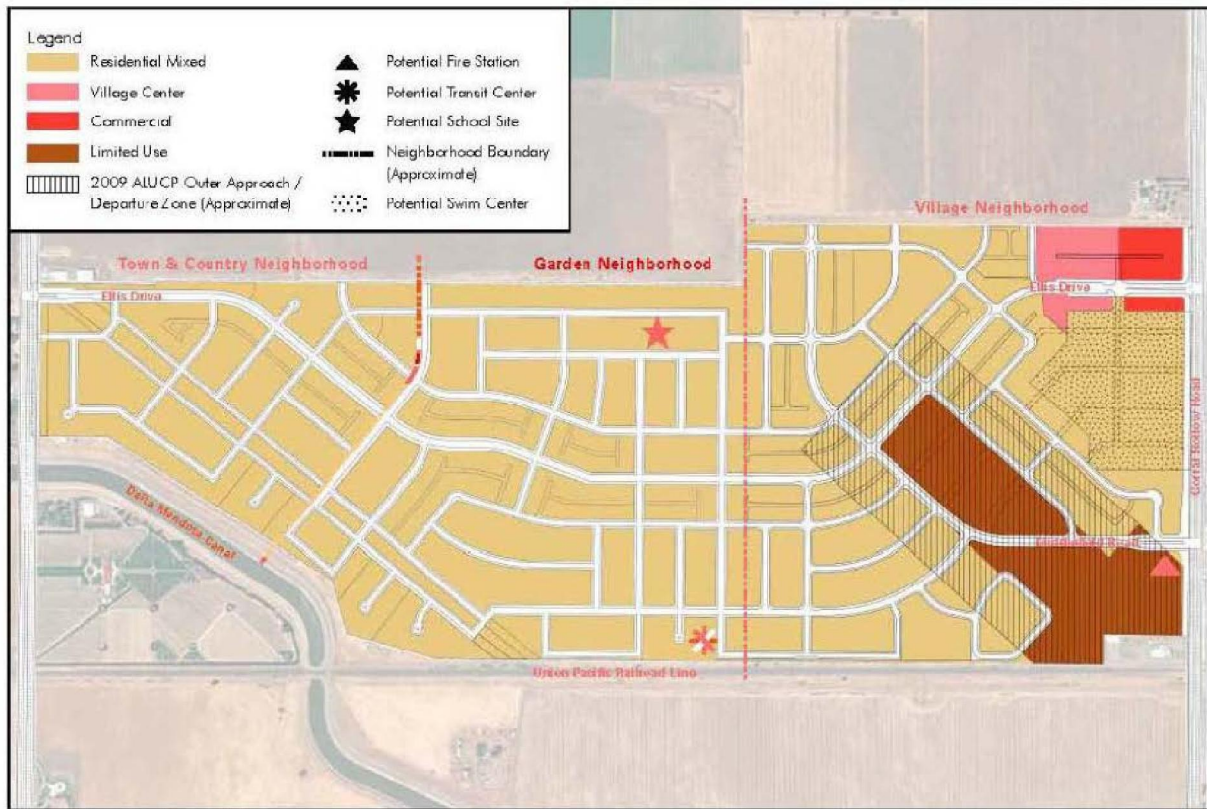 Legend
Residential Mixed
Village Center
Commercial
Limited Use
2009 ALUCP Outer Approach /
Departure Zone (Approximate)
Potential Fire Station
Potential Transit Center
Potential School Site
Neighborhood Boundary
(Approximate)
Potential Swim Center
Village Neighborhood
Town & Country Neighborhood
Garden Neighborhood
Ellis Drive
Ellis Drive
Corral Hollow Road
Delta Mendota Canal
Road
Union Pacific Railroad Line